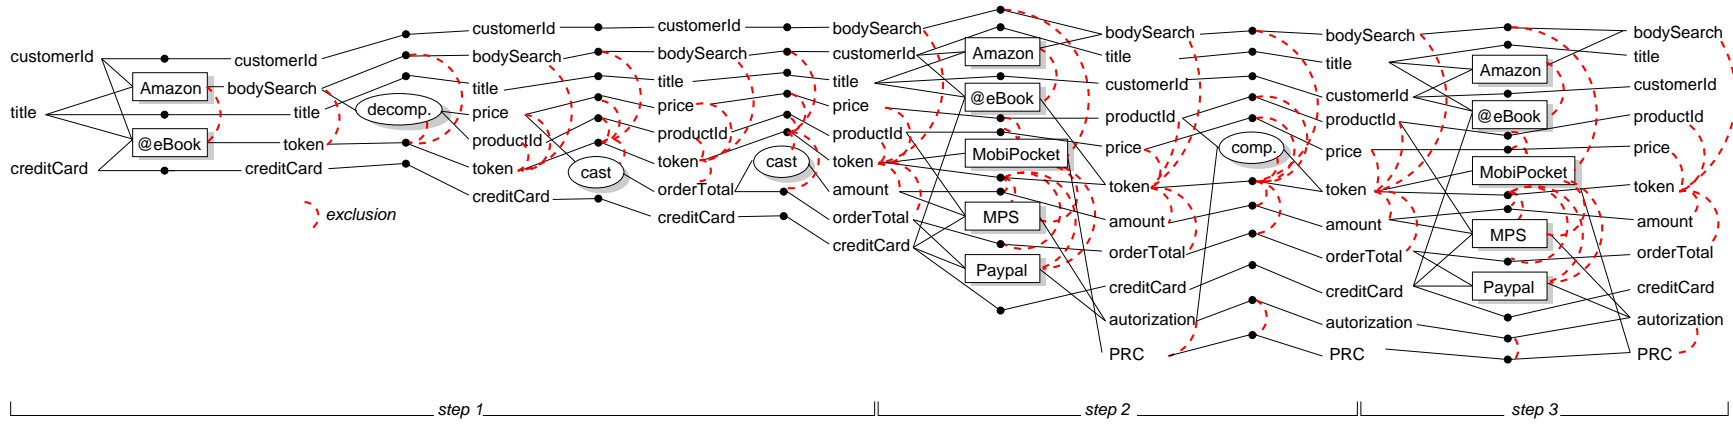 customerId
title
creditCard
Amazon
@eBook
customerId
bodySearch
title
token
creditCard
exclusion
decomp.
customerId
bodySearch
title
price
productId
token
creditCard
cast
customerId
bodySearch
title
price
productId
token
orderTotal
creditCard
cast
bodySearch
customerId
title
price
productId
token
amount
orderTotal
creditCard
Amazon
@eBook
MobiPocket
MPS
Paypal
bodySearch
title
customerId
productId
price
token
amount
orderTotal
creditCard
autorization
PRC
comp.
bodySearch
title
customerId
productId
price
token
amount
orderTotal
creditCard
autorization
PRC
Amazon
@eBook
MobiPocket
MPS
Paypal
bodySearch
title
customerId
productId
price
token
amount
orderTotal
creditCard
autorization
PRC
step 1
step 2
step 3